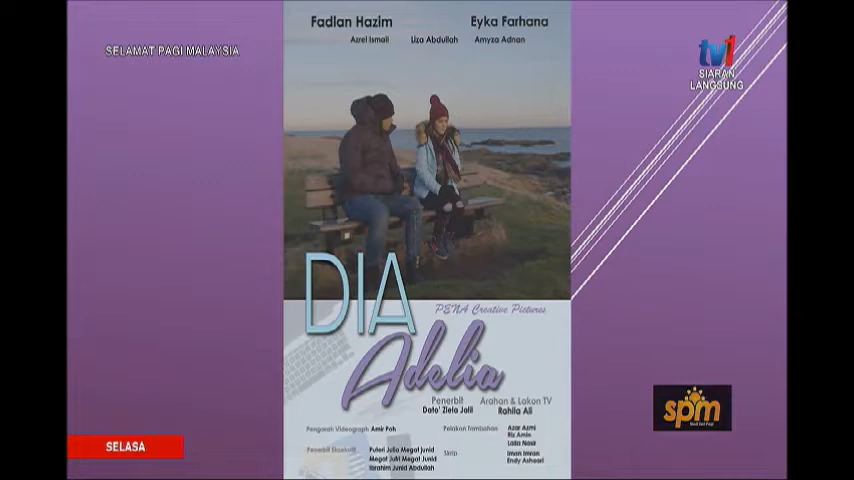 Fadlan Hazim Eyka Farhana
Azrel Ismail Liza Abdullah Amyza Adnan
SELAMAT PAGI MALAYSIA
tv1
SIARAN
LANGSUNG
DIA
PENA Creative Pictures
Adelia
Penerbit Arahan & Lakon TV
Dato' Ziela Jalil Rahila Ali
Pengarah Videograph Amir Poh Pelakon Tambahan Azar Azmi
Riz Amin
Laila Nasir
Penerbit Eksekutif Puteri Julia Megat Junid Skrip Iman Imran
Megat Jufri Megat Junid Endy Azhaari
Ibrahim Junid Abdullah
spm
SELASA